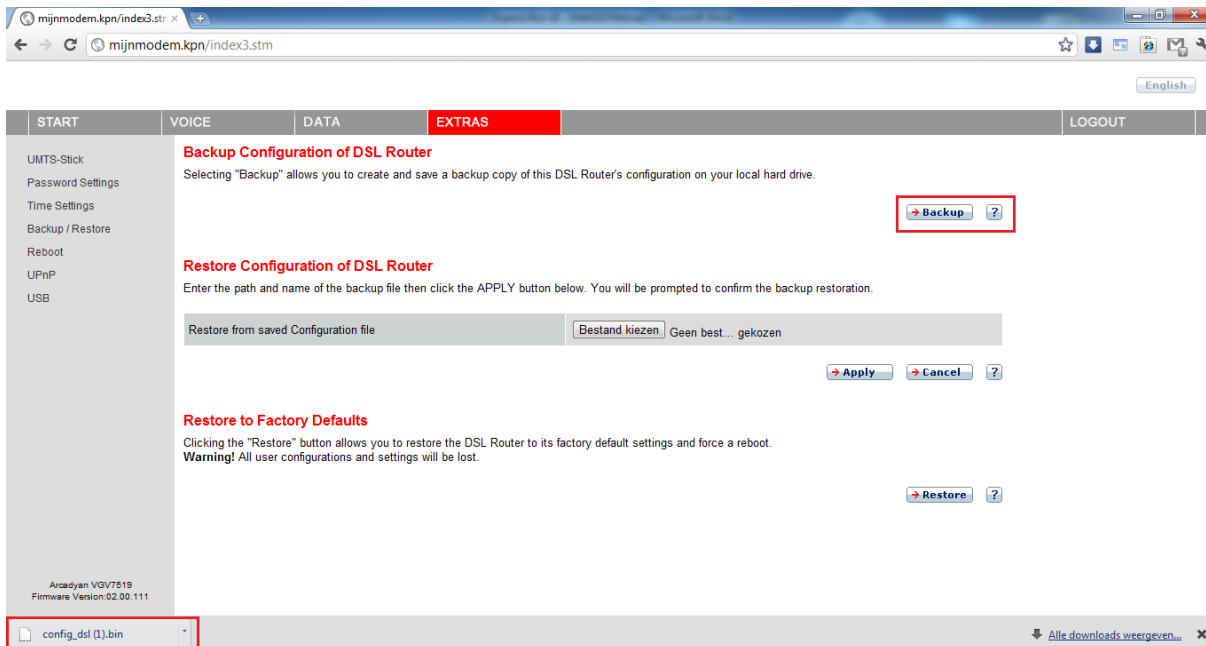 mijnmodem.kpn/index3.str
mijnmodem.kpn/index3.stm
English
START VOICE DATA EXTRAS LOGOUT
UMTS-Stick
Password Settings
Time Settings
Backup / Restore
Reboot
UPnP
USB
Backup Configuration of DSL Router
Selecting "Backup" allows you to create and save a backup copy of this DSL Router's configuration on your local hard drive.
Backup ?
Restore Configuration of DSL Router
Enter the path and name of the backup file then click the APPLY button below. You will be prompted to confirm the backup restoration.
Restore from saved Configuration file Bestand kiezen Geen best... gekozen
Apply Cancel ?
Restore to Factory Defaults
Clicking the "Restore" button allows you to restore the DSL Router to its factory default settings and force a reboot.
Warning! All user configurations and settings will be lost.
Restore ?
Arcadyan VGV7519
Firmware Version:02.00.111
config_dsl (1).bin
Alle downloads weergeven...